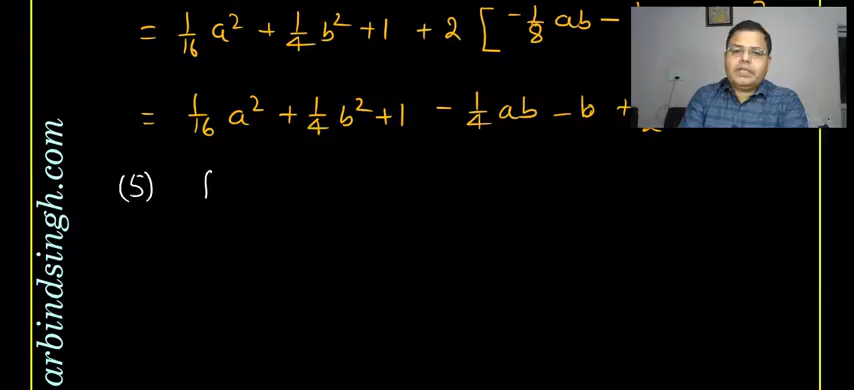 = 1/16 a² + 1/4 b² + 1 + 2 [ -1/8 ab -
= 1/16 a² + 1/4 b² + 1 - 1/4 ab - b +
(5)
arbindsingh.com